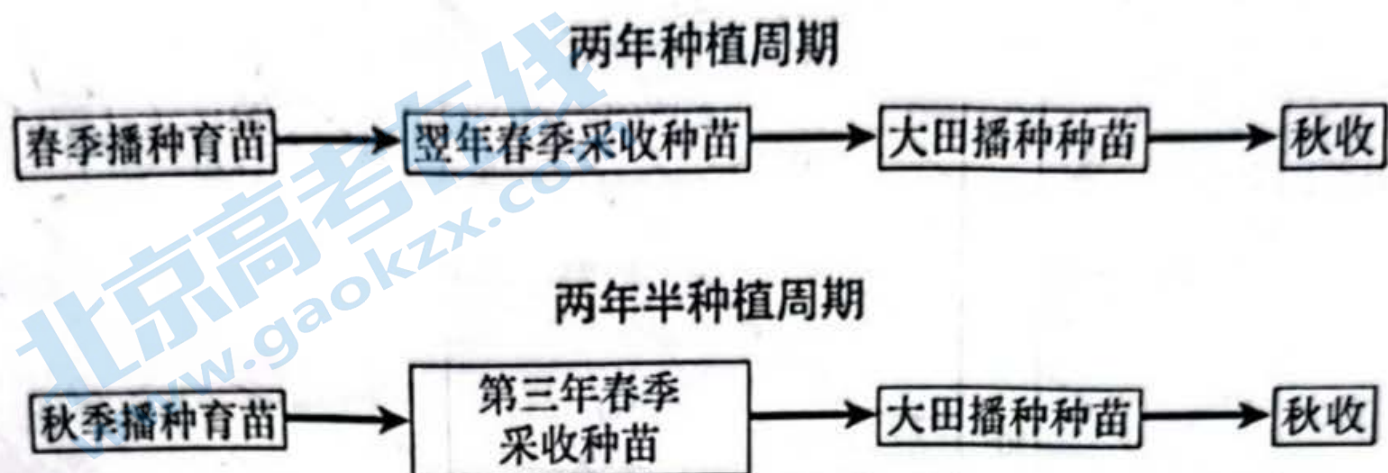 两年种植周期
春季播种育苗 翌年春季采收种苗 大田播种种苗 秋收
两年半种植周期
秋季播种育苗 第三年春季 大田播种种苗 秋收
采收种苗
北京高考在线
www.gaokzx.com